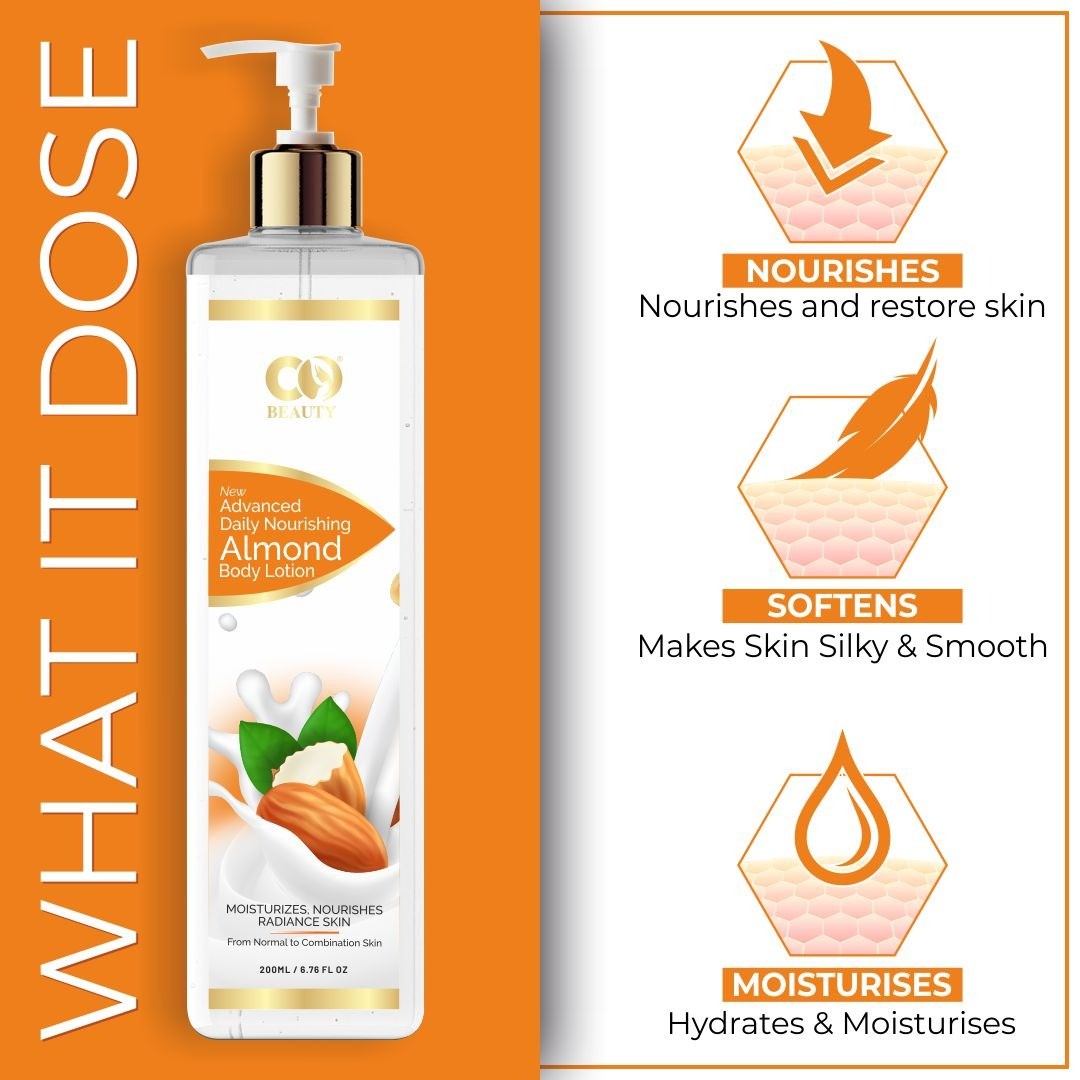 WHAT IT DOSE
CO
®
BEAUTY
New
Advanced
Daily Nourishing
Almond
Body Lotion
MOISTURIZES, NOURISHES
RADIANCE SKIN
From Normal to Combination Skin
200ML / 6.76 FL OZ
NOURISHES
Nourishes and restore skin
SOFTENS
Makes Skin Silky & Smooth
MOISTURISES
Hydrates & Moisturises